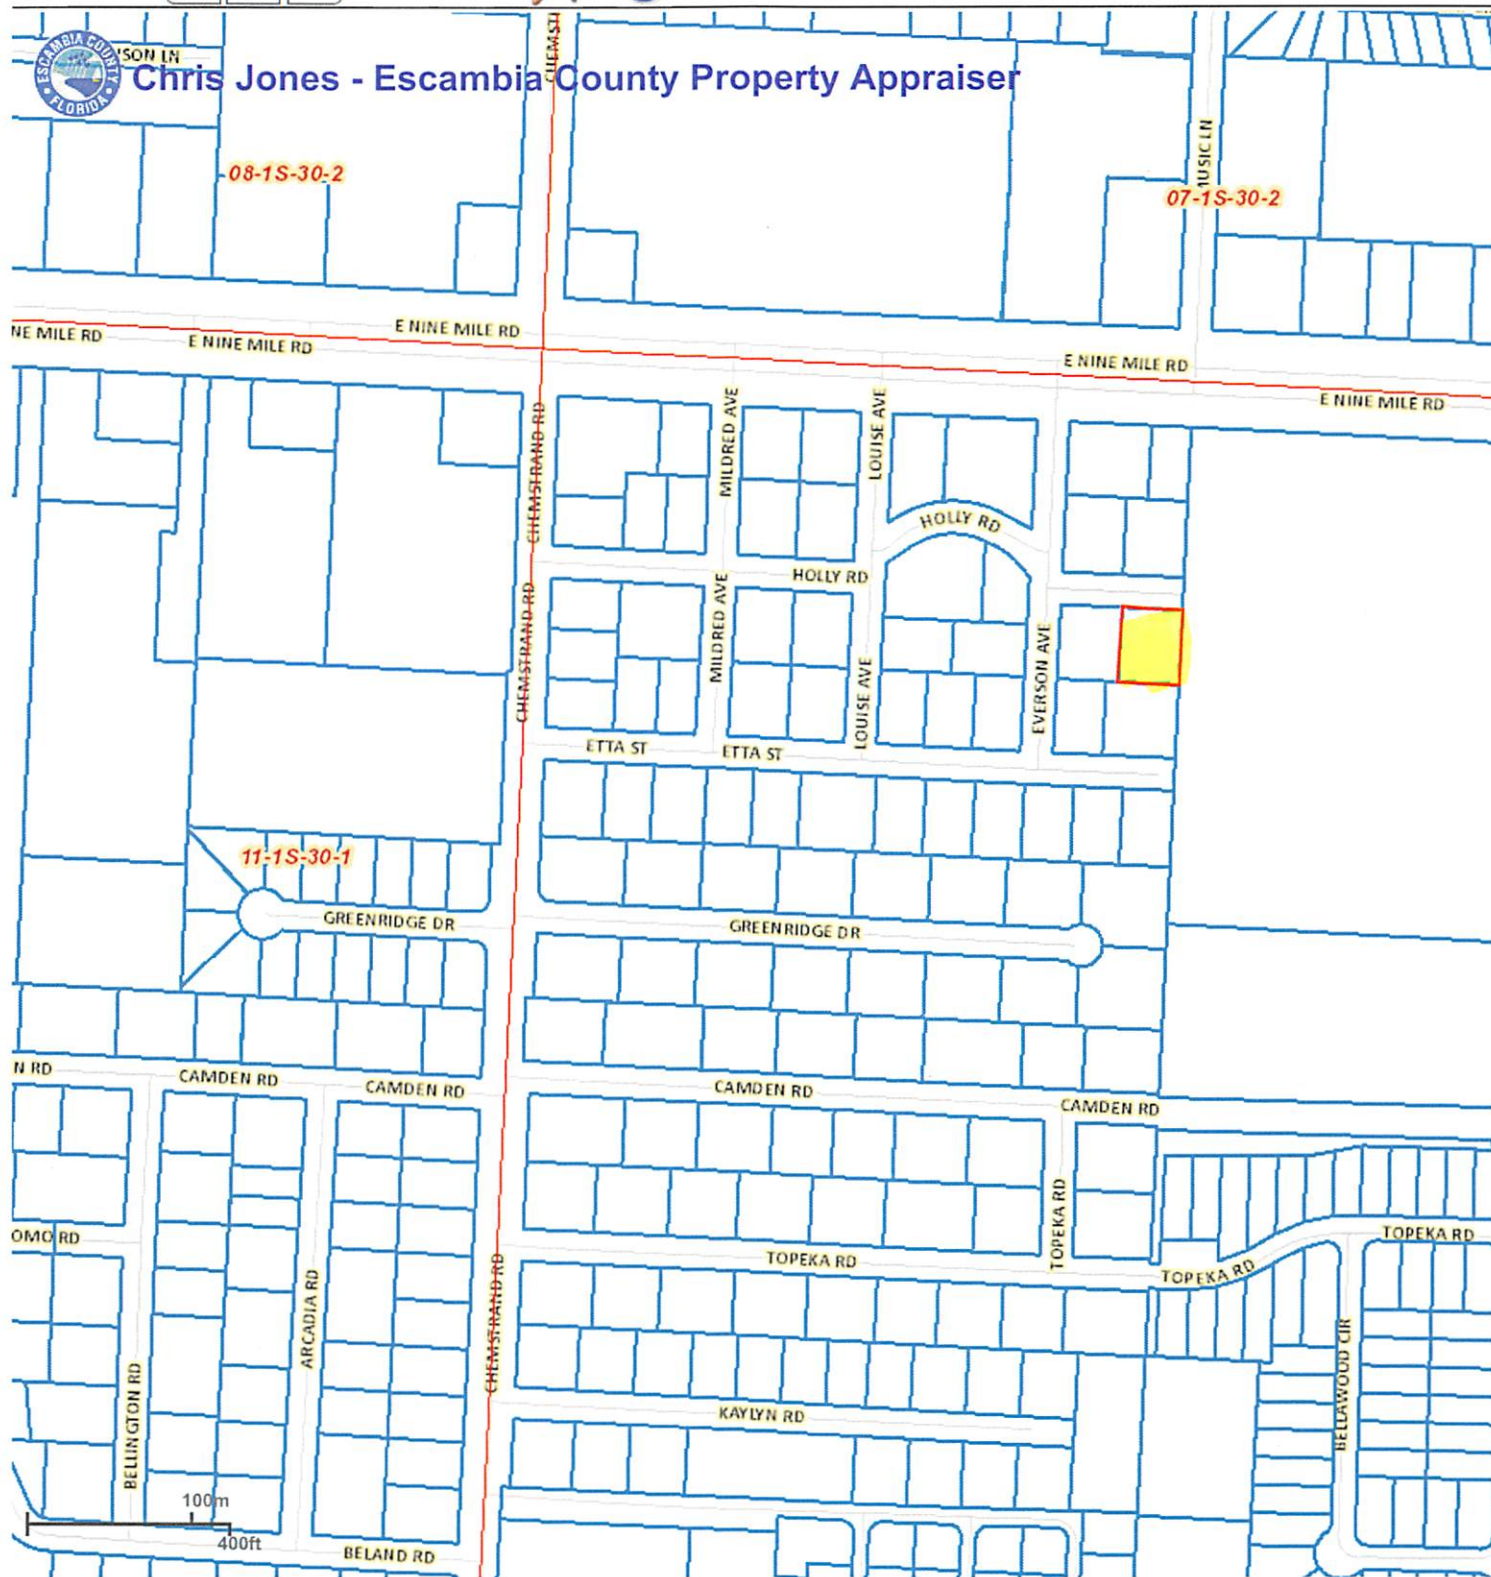 ESCAMBIA COUNTY
FLORIDA
SON LN
Chris Jones - Escambia County Property Appraiser
CHEMST
MUSIC LN
08-1S-30-2
07-1S-30-2
E NINE MILE RD
NE MILE RD
E NINE MILE RD
E NINE MILE RD
E NINE MILE RD
CHEMSTRAND RD
MILDRED AVE
LOUISE AVE
HOLLY RD
HOLLY RD
CHEMSTRAND RD
MILDRED AVE
LOUISE AVE
EVERSON AVE
ETTA ST
ETTA ST
11-1S-30-1
GREENRIDGE DR
GREENRIDGE DR
N RD
CAMDEN RD
CAMDEN RD
CAMDEN RD
CAMDEN RD
TOPEKA RD
OMO RD
TOPEKA RD
TOPEKA RD
TOPEKA RD
ARCADIA RD
CHEMSTRAND RD
BELLINGTON RD
BELLAWOOD CIR
KAYLYN RD
100m
400ft
BELAND RD